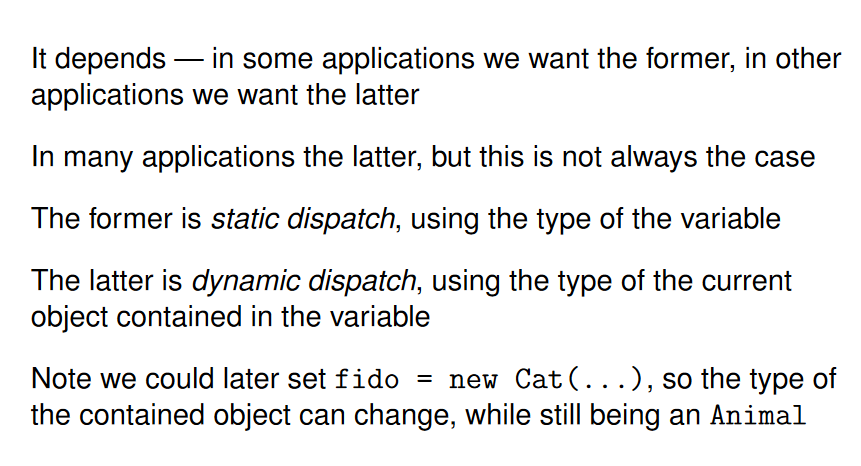 It depends — in some applications we want the former, in other
applications we want the latter
In many applications the latter, but this is not always the case
The former is static dispatch, using the type of the variable
The latter is dynamic dispatch, using the type of the current
object contained in the variable
Note we could later set fido = new Cat(...), so the type of
the contained object can change, while still being an Animal